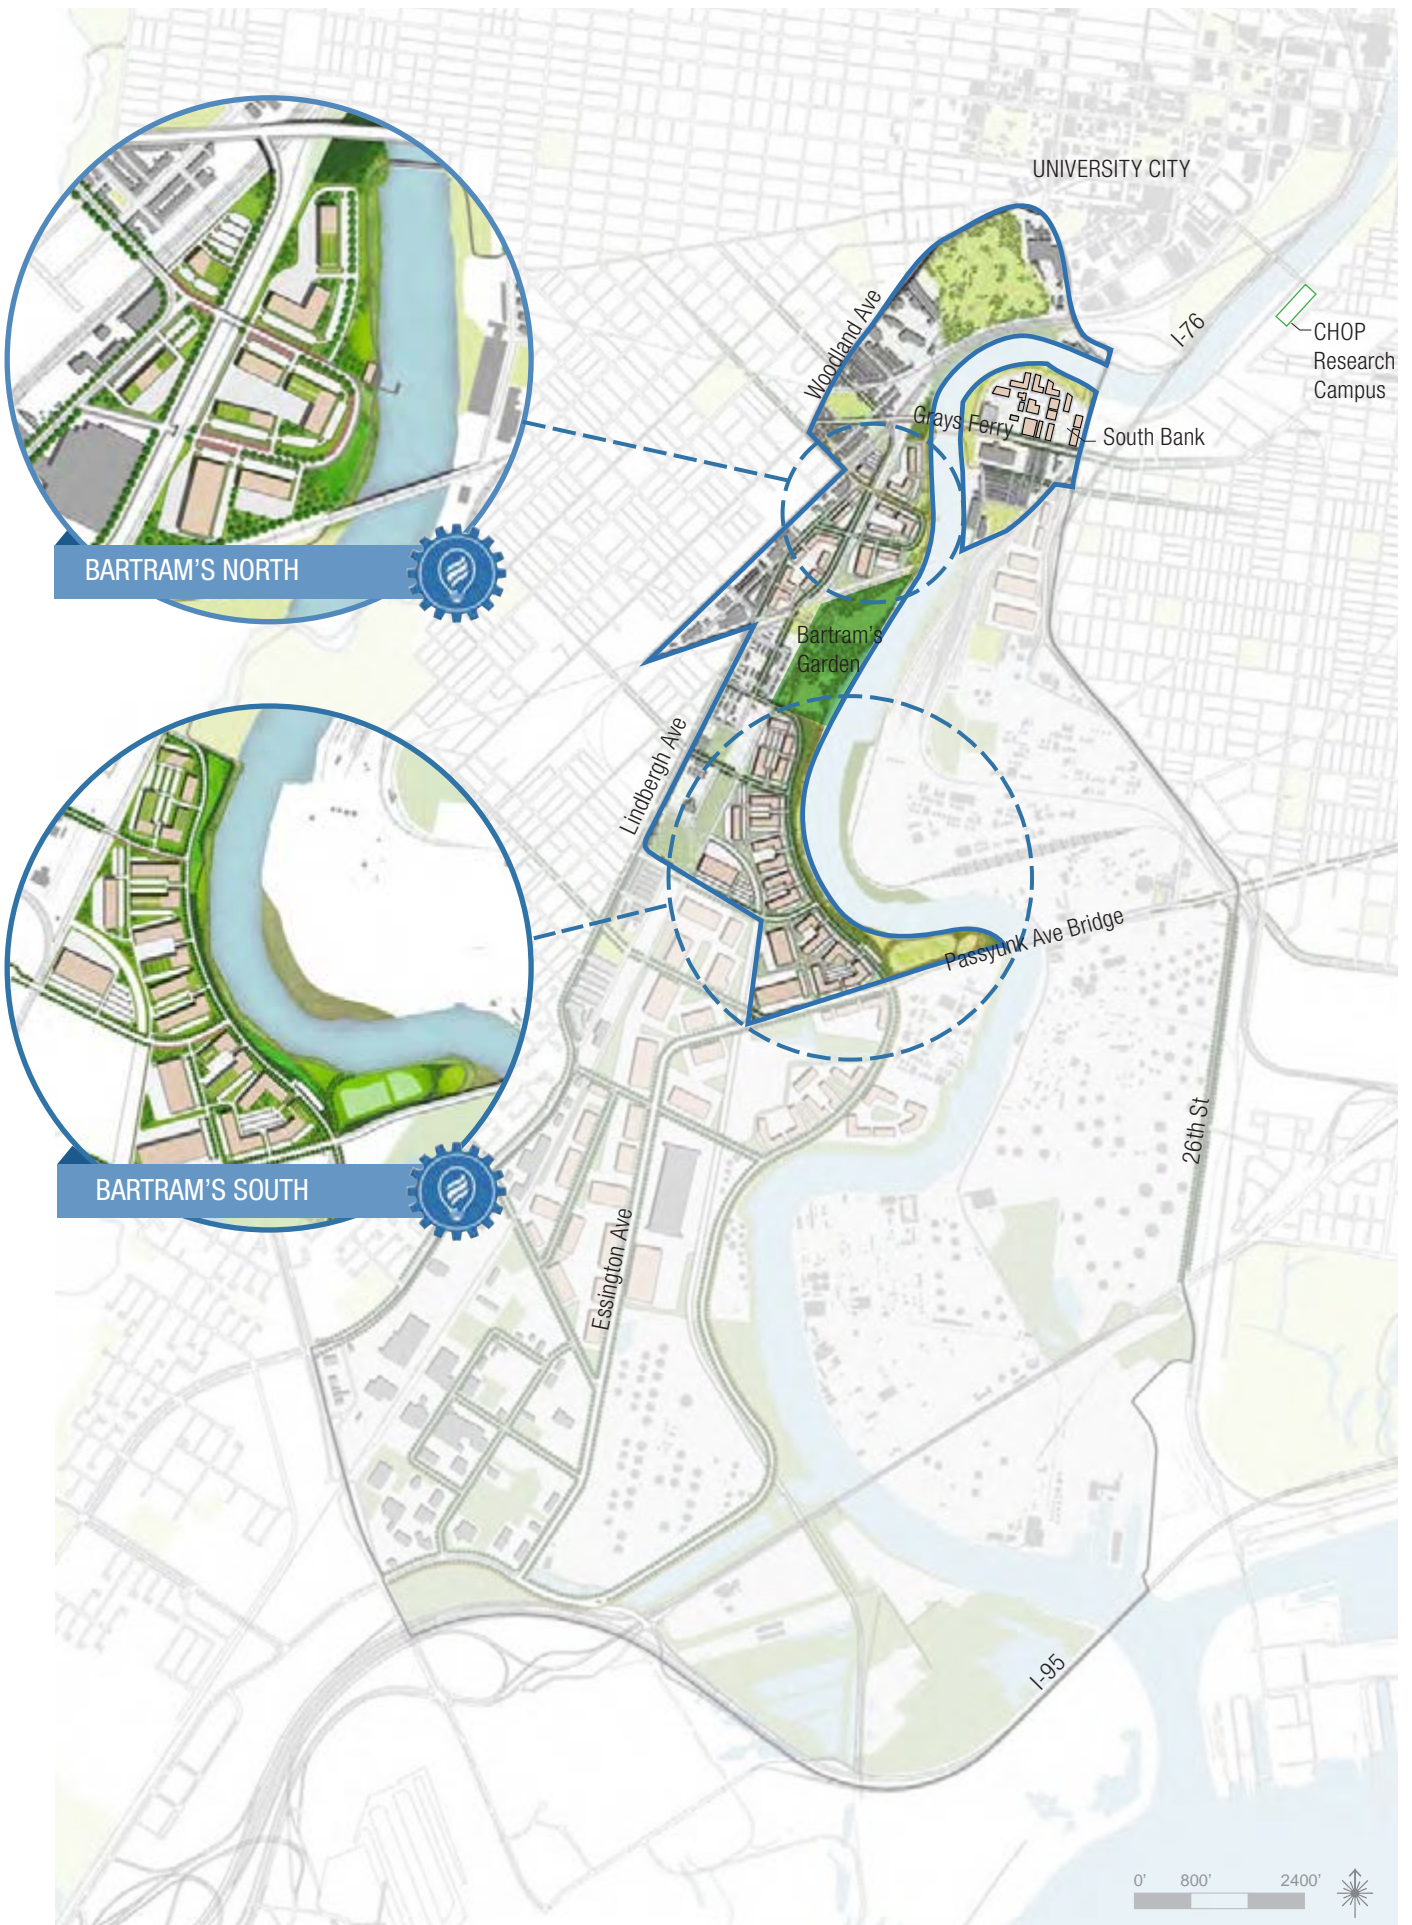 UNIVERSITY CITY
Woodland Ave
I-76
CHOP
Research
Campus
Grays Ferry
South Bank
BARTRAM'S NORTH
Bartram's
Garden
Lindbergh Ave
Passyunk Ave Bridge
26th St
BARTRAM'S SOUTH
Essington Ave
I-95
0' 800' 2400'